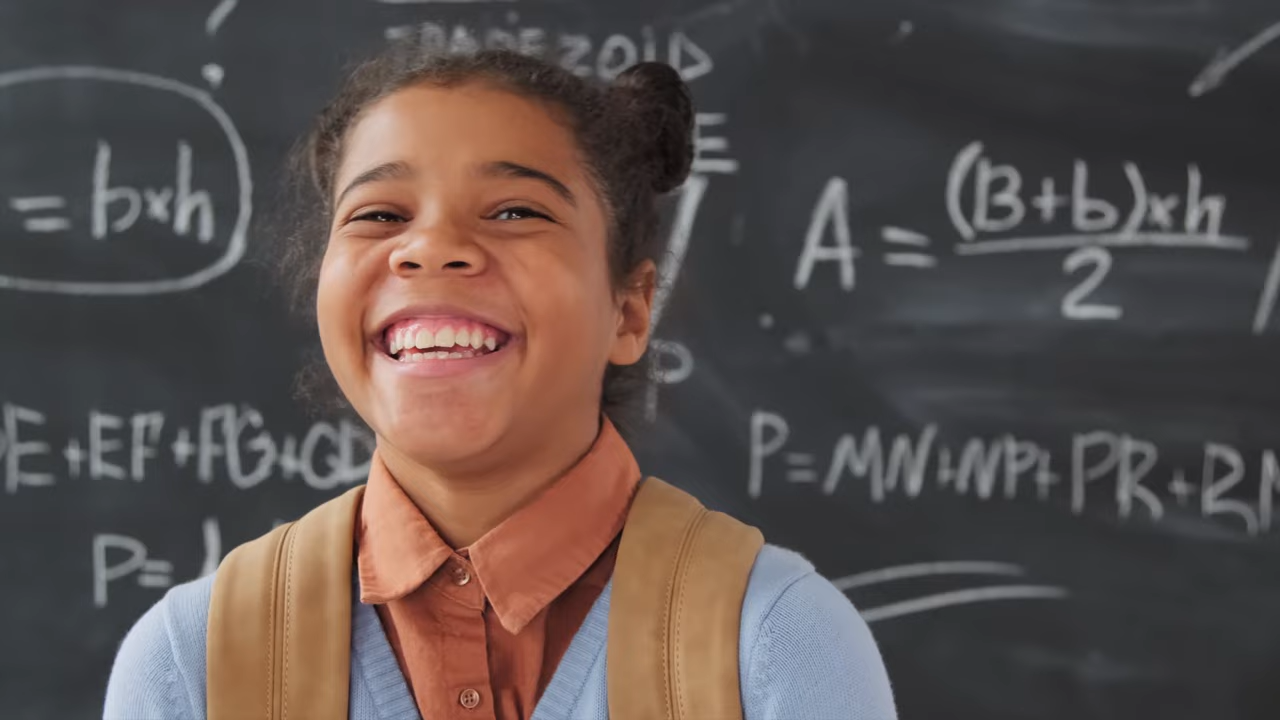 TRAPEZOID
= b×h
A = (B+b)×h
2
E+EF+FG+GD
P=MN+NP+PR+RM
P=